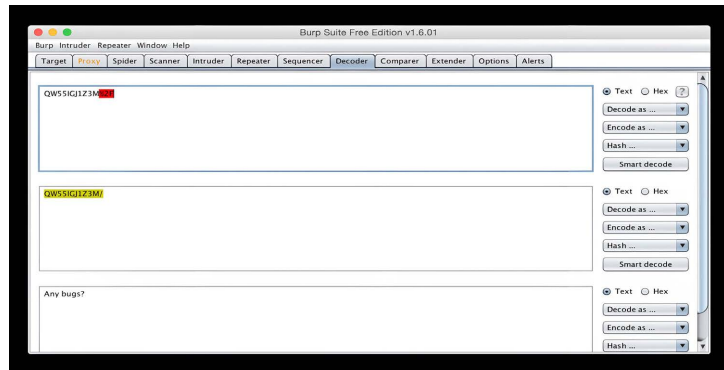 Burp Suite Free Edition v1.6.01
Burp Intruder Repeater Window Help
Target Proxy Spider Scanner Intruder Repeater Sequencer Decoder Comparer Extender Options Alerts
QW55IGJ1Z3M%2F
Text Hex ?
Decode as ...
Encode as ...
Hash ...
Smart decode
QW55IGJ1Z3M/
Text Hex
Decode as ...
Encode as ...
Hash ...
Smart decode
Any bugs?
Text Hex
Decode as ...
Encode as ...
Hash ...